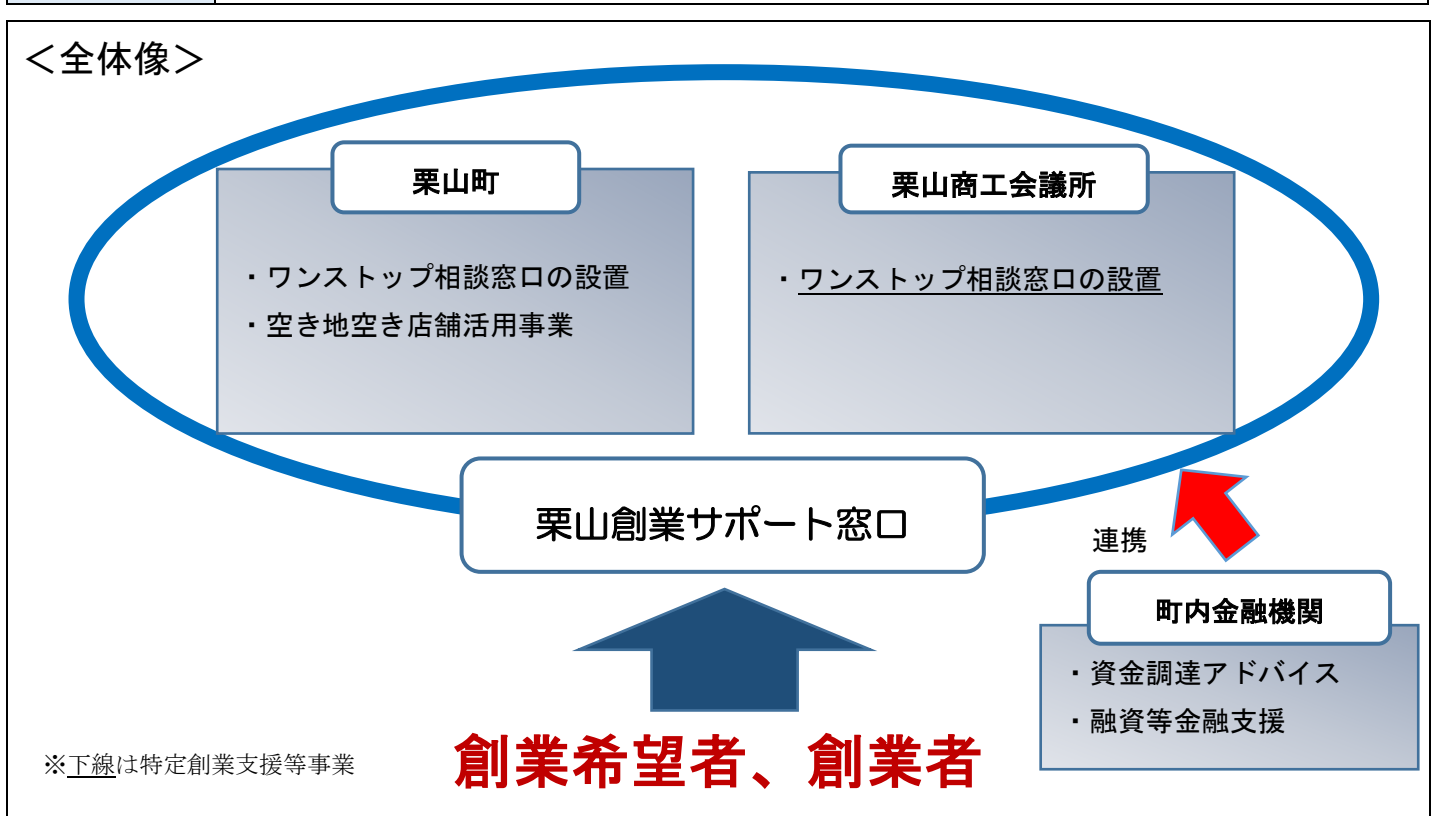 ＜全体像＞
栗山町
・ワンストップ相談窓口の設置
・空き地空き店舗活用事業
栗山商工会議所
・ワンストップ相談窓口の設置
栗山創業サポート窓口
連携
町内金融機関
・資金調達アドバイス
・融資等金融支援
創業希望者、創業者
※下線は特定創業支援等事業